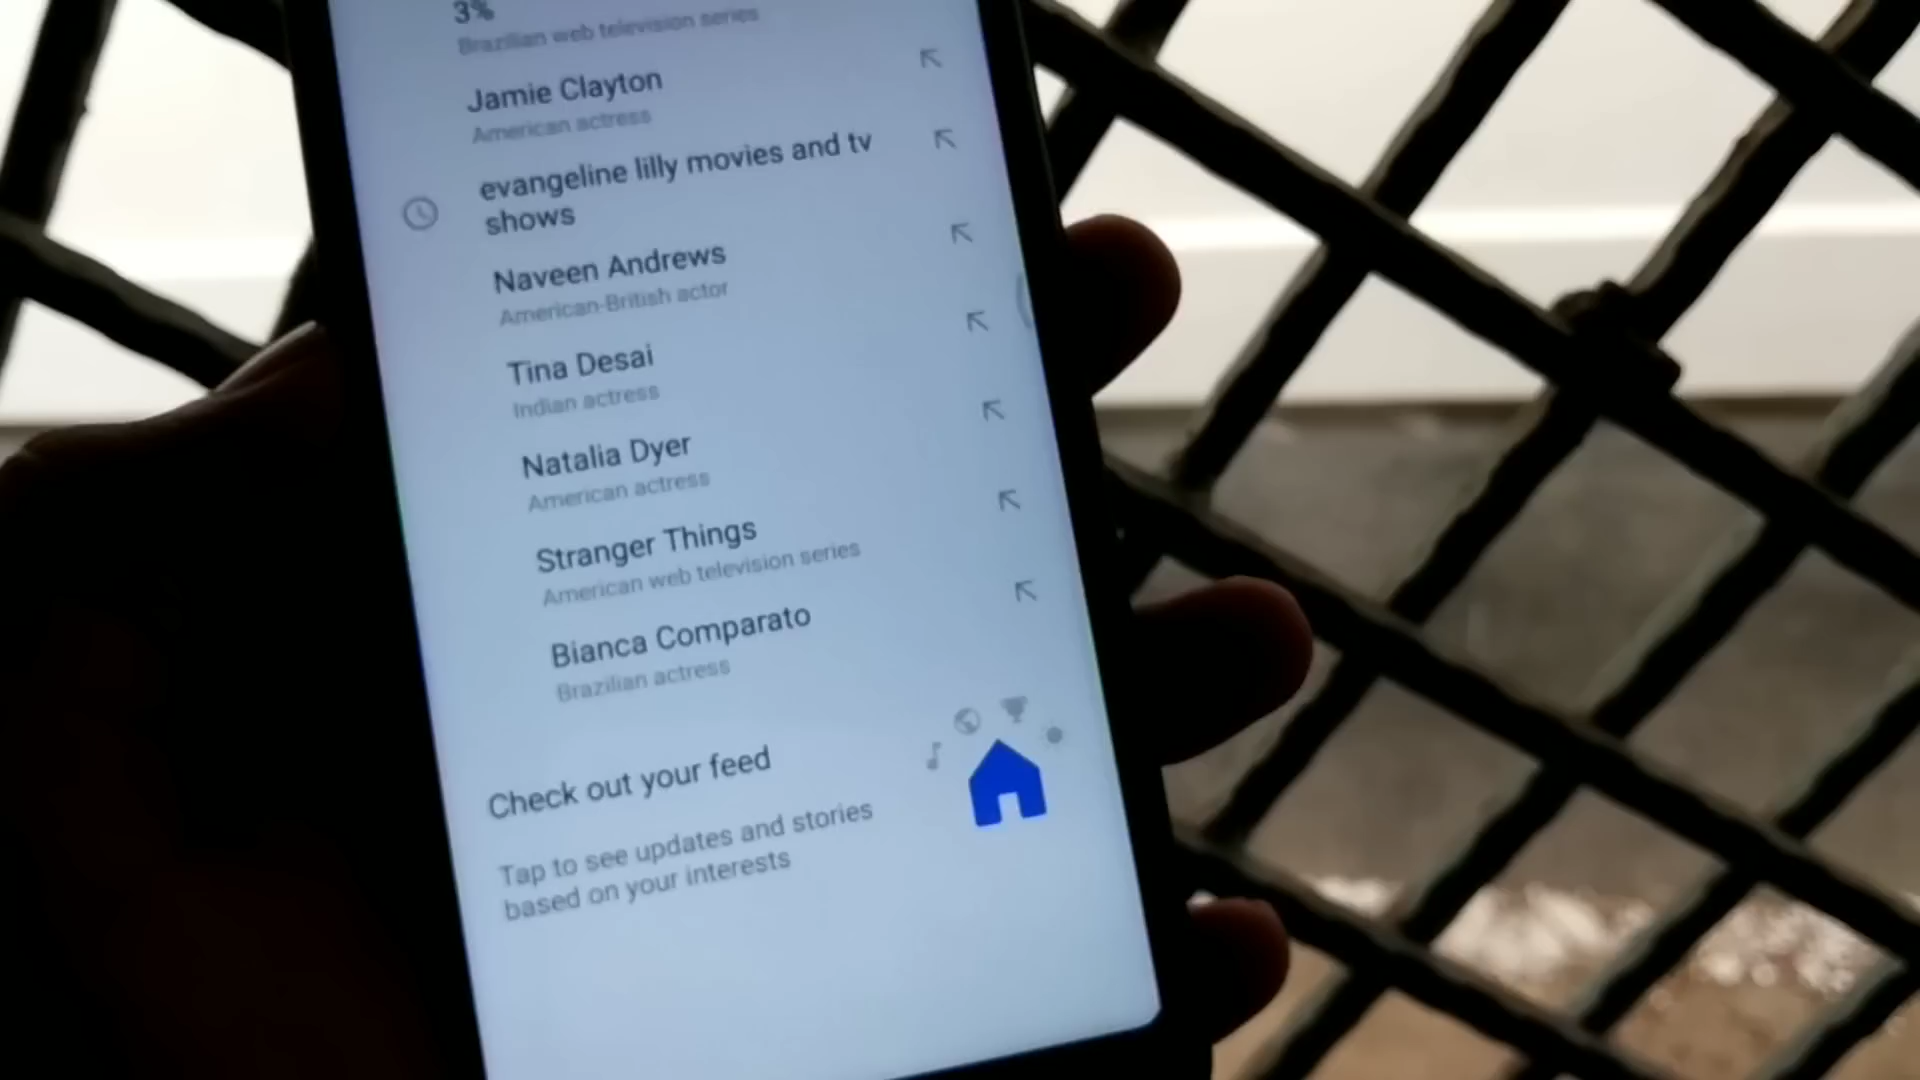 3%
Brazilian web television series
Jamie Clayton
American actress
evangeline lilly movies and tv
shows
Naveen Andrews
American-British actor
Tina Desai
Indian actress
Natalia Dyer
American actress
Stranger Things
American web television series
Bianca Comparato
Brazilian actress
Check out your feed
Tap to see updates and stories
based on your interests